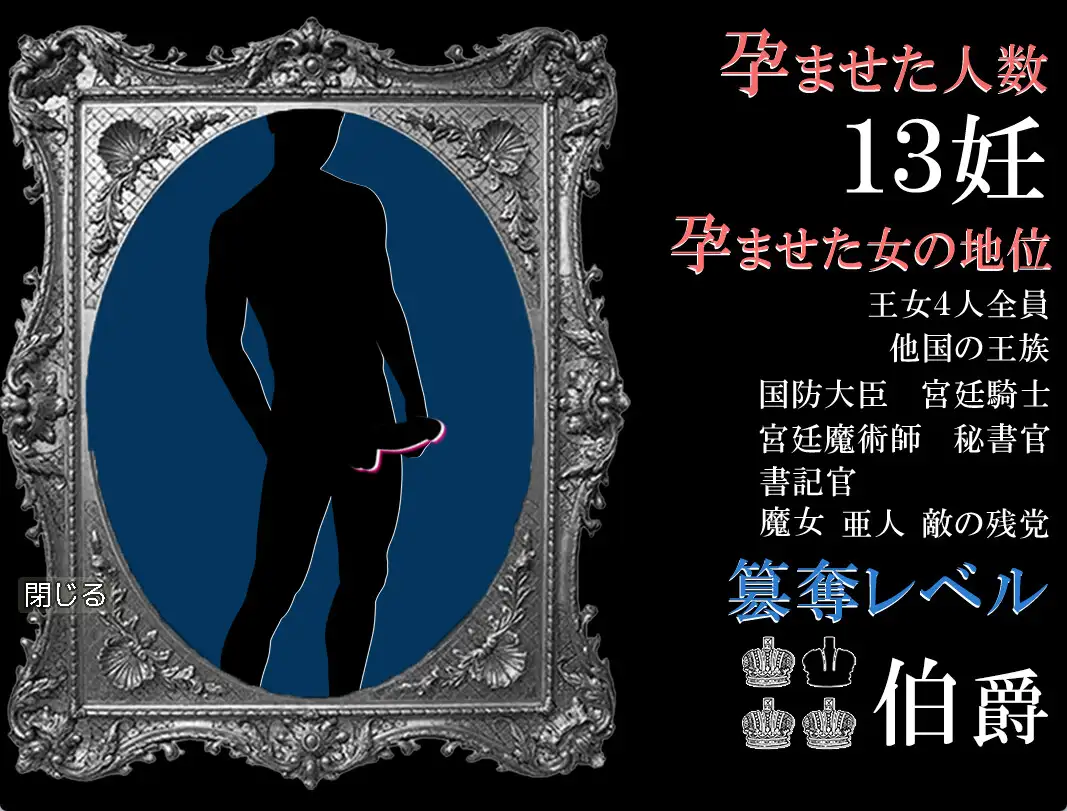 孕ませた人数
13妊
孕ませた女の地位
王女4人全員
他国の王族
国防大臣　宮廷騎士
宮廷魔術師　秘書官
書記官
魔女 亜人 敵の残党
簒奪レベル
伯爵
閉じる